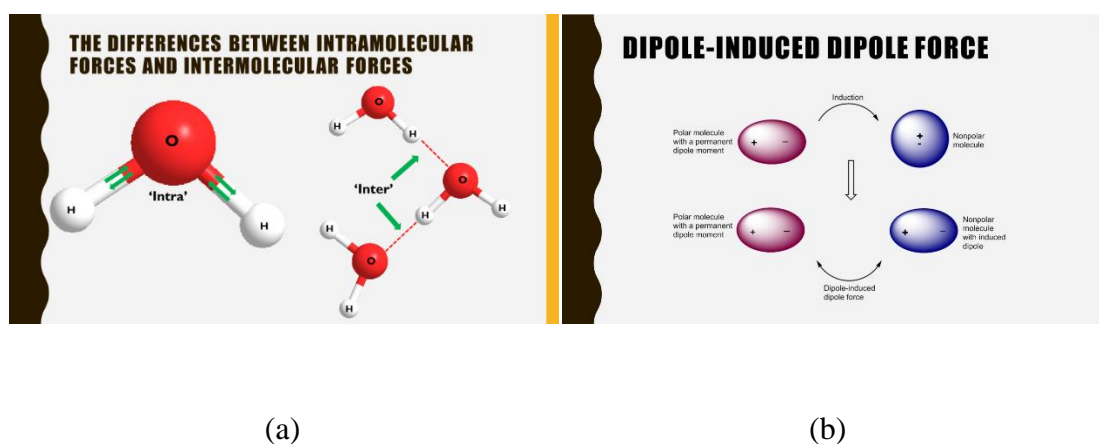 THE DIFFERENCES BETWEEN INTRAMOLECULAR
FORCES AND INTERMOLECULAR FORCES
O
H
H
'Intra'
O
H
H
'Inter'
O
H
H
H
O
H
DIPOLE-INDUCED DIPOLE FORCE
Induction
Polar molecule
with a permanent
dipole moment
+ −
+
-
Nonpolar
molecule
Polar molecule
with a permanent
dipole moment
+ −
+ −
Nonpolar
molecule
with induced
dipole
Dipole-induced
dipole force
(a)
(b)